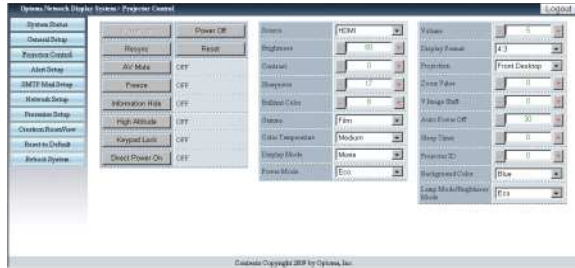 Optoma Network Display System / Projector Control
Logout
System Status
General Setup
Projector Control
Alert Setup
SMTP Mail Setup
Network Setup
Presenter Setup
Crestron RoomView
Reset to Default
Reboot System
Power Off
Resync
Reset
AV Mute
OFF
Freeze
OFF
Information Hide
OFF
High Altitude
OFF
Keypad Lock
OFF
Direct Power On
OFF
Source
HDMI
Brightness
Contrast
0
Sharpness
17
Brilliant Color
8
Gamma
Film
Color Temperature
Medium
Display Mode
Power Mode
Eco
Volume
5
Display Format
4:3
Projection
Front Desktop
Zoom Value
0
V Image Shift
0
Auto Power Off
30
Sleep Timer
0
Projector ID
0
Background Color
Blue
Lamp Mode/Brightness Mode
Eco
Contents Copyright 2009 by Optoma, Inc.